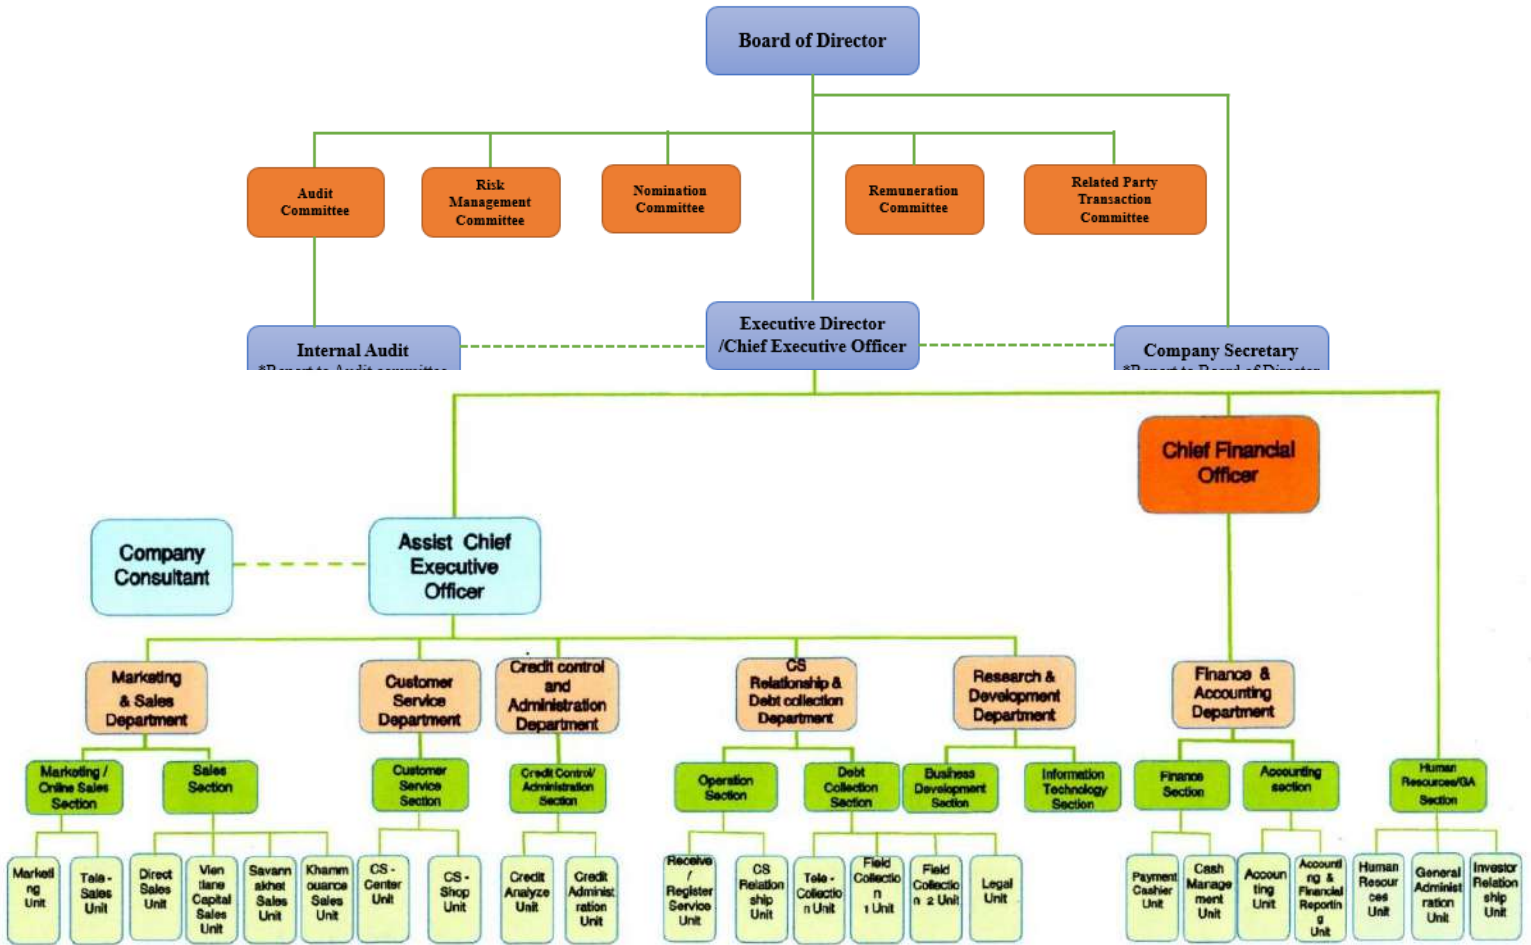 Board of Director
Audit
Committee
Risk
Management
Committee
Nomination
Committee
Remuneration
Committee
Related Party
Transaction
Committee
Internal Audit
*Report to Audit committee
Executive Director
/Chief Executive Officer
Company Secretary
*Report to Board of Director
Chief Financial
Officer
Company
Consultant
Assist Chief
Executive
Officer
Marketing
& Sales
Department
Customer
Service
Department
Credit control
and
Administration
Department
CS
Relationship &
Debt collection
Department
Research &
Development
Department
Finance &
Accounting
Department
Marketing /
Online Sales
Section
Sales
Section
Customer
Service
Section
Credit Control/
Administration
Section
Operation
Section
Debt
Collection
Section
Business
Development
Section
Information
Technology
Section
Finance
Section
Accounting
section
Human
Resources/GA
Section
Marketi
ng
Unit
Tele -
Sales
Unit
Direct
Sales
Unit
Vien
tiane
Capital
Sales
Unit
Savann
akhet
Sales
Unit
Khamm
ouance
Sales
Unit
CS -
Center
Unit
CS -
Shop
Unit
Credit
Analyze
Unit
Credit
Administ
ration
Unit
Receive
/
Register
Service
Unit
CS
Relation
ship
Unit
Tele -
Collectio
n Unit
Field
Collectio
n
1 Unit
Field
Collectio
n 2 Unit
Legal
Unit
Payment
Cashier
Unit
Cash
Manage
ment
Unit
Accoun
ting
Unit
Accounti
ng &
Financial
Reportin
g
Unit
Human
Resour
ces
Unit
General
Administ
ration
Unit
Investor
Relation
ship
Unit